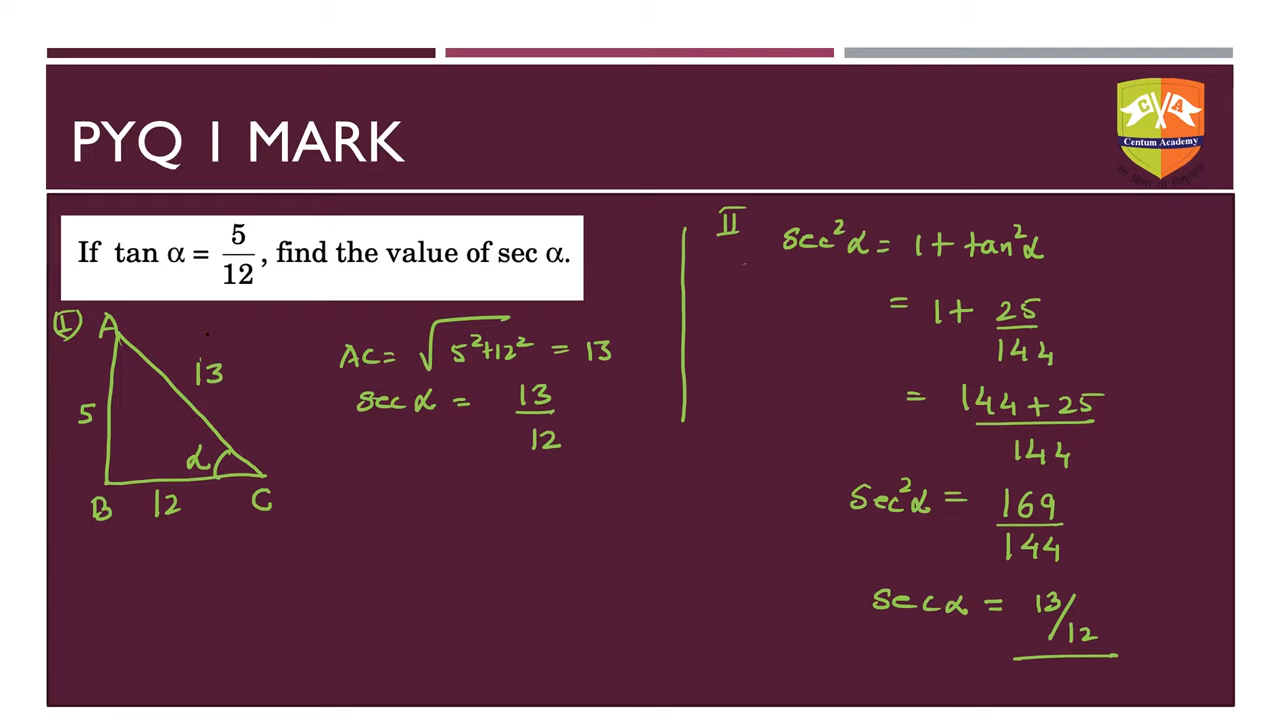 PYQ 1 MARK
C A
Centum Academy
If tan α = 5/12, find the value of sec α.
I
A
13
5
α
B
12
C
AC = √5²+12² = 13
sec α = 13/12
II
sec²α = 1 + tan²α
= 1 + 25/144
= 144 + 25/144
sec²α = 169/144
sec α = 13/12